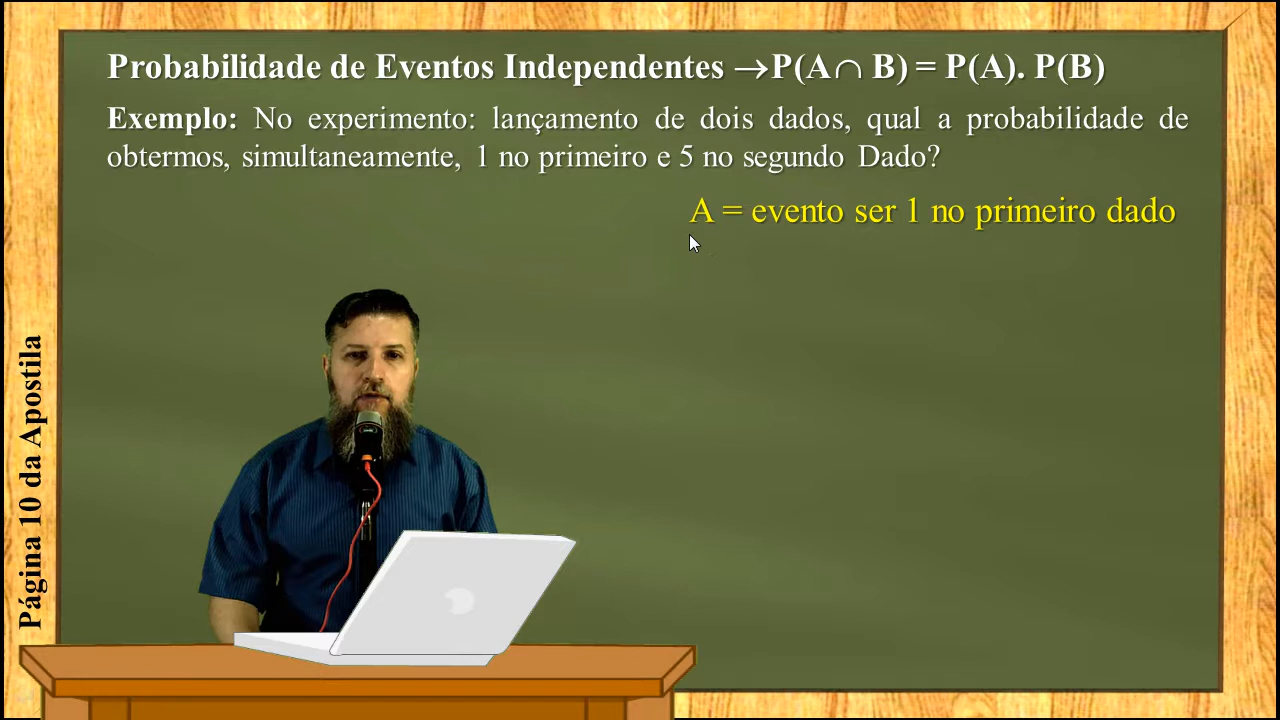 Probabilidade de Eventos Independentes →P(A∩ B) = P(A). P(B)
Exemplo: No experimento: lançamento de dois dados, qual a probabilidade de
obtermos, simultaneamente, 1 no primeiro e 5 no segundo Dado?
A = evento ser 1 no primeiro dado
Página 10 da Apostila